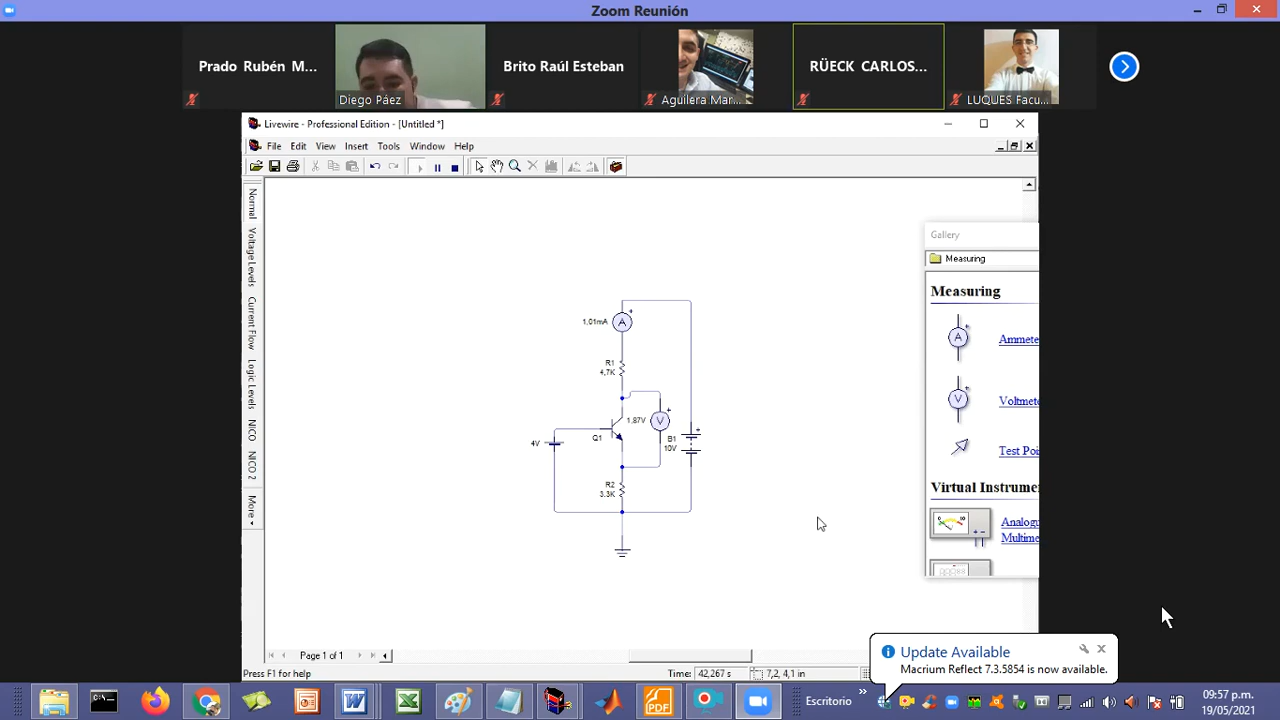 Zoom Reunión
Prado Rubén M...
Diego Páez
Brito Raúl Esteban
Aguilera Mar...
RÜECK CARLOS...
LUQUES Facu...
Livewire - Professional Edition - [Untitled *]
File Edit View Insert Tools Window Help
Normal
Voltage Levels
Current Flow
Logic Levels
NICO
NICO 2
More
Gallery
Measuring
Measuring
A
Ammete
V
Voltmete
Test Poi
Virtual Instrume
Analogu
Multime
1,01mA
A
+
R1
4,7K
1,87V
V
+
4V
Q1
B1
10V
+
R2
3.3K
Page 1 of 1
Press F1 for help
Time: 42,267 s
7,2, 4,1 in
Update Available
Macrium Reflect 7.3.5854 is now available.
Escritorio
09:57 p.m.
19/05/2021